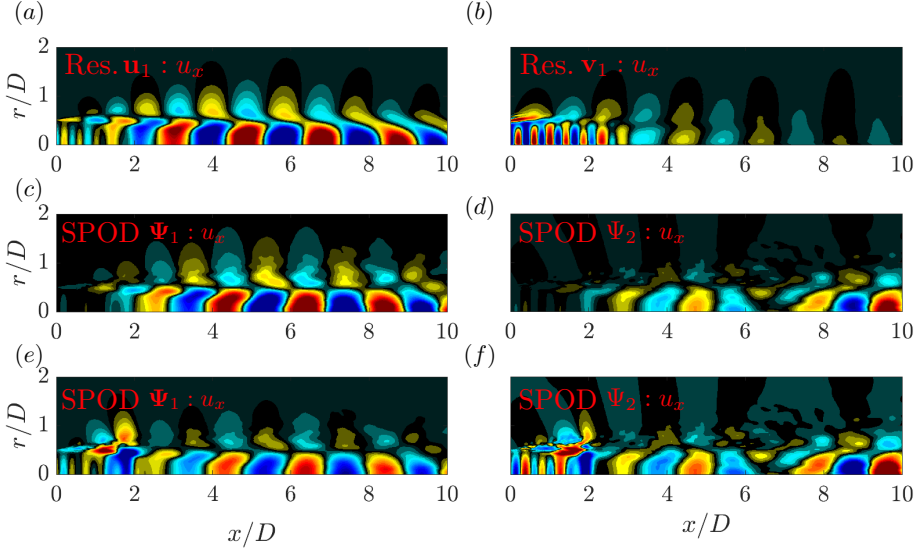 (a) (b)
2 Res. u₁ : uₓ Res. v₁ : uₓ
r/D 1
0
0 2 4 6 8 10 0 2 4 6 8 10
(c) (d)
2 SPOD Ψ₁ : uₓ SPOD Ψ₂ : uₓ
r/D 1
0
0 2 4 6 8 10 0 2 4 6 8 10
(e) (f)
2 SPOD Ψ₁ : uₓ SPOD Ψ₂ : uₓ
r/D 1
0
0 2 4 6 8 10 0 2 4 6 8 10
x/D x/D